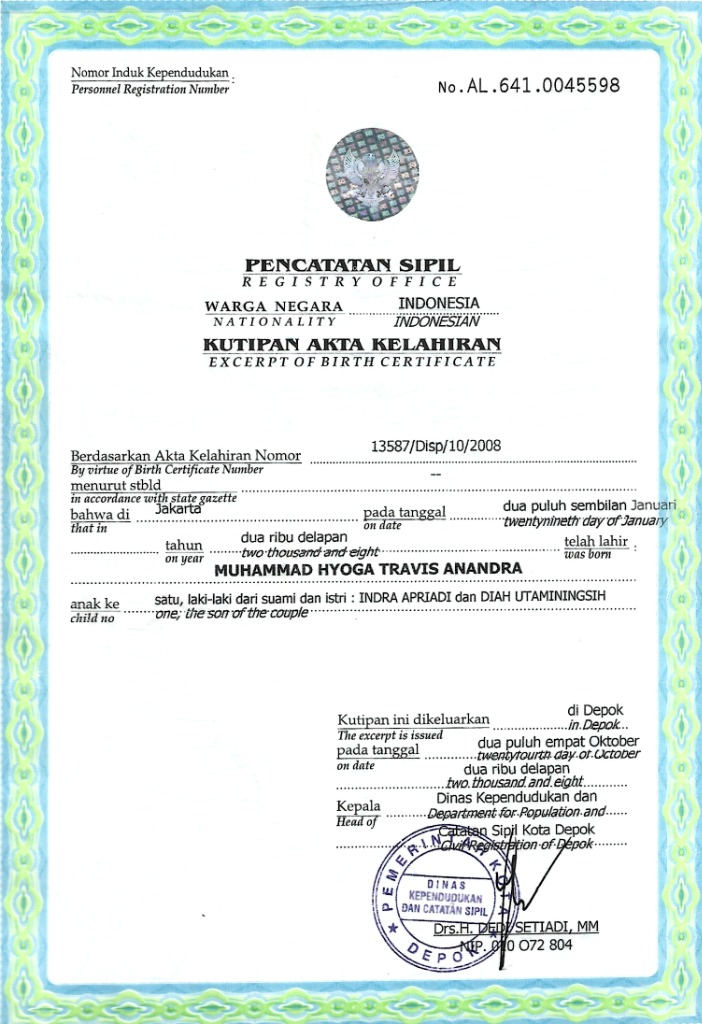 Nomor Induk Kependudukan :
Personnel Registration Number
No.AL.641.0045598
PENCATATAN SIPIL
REGISTRY OFFICE
WARGA NEGARA INDONESIA
NATIONALITY INDONESIAN
KUTIPAN AKTA KELAHIRAN
EXCERPT OF BIRTH CERTIFICATE
Berdasarkan Akta Kelahiran Nomor 13587/Disp/10/2008
By virtue of Birth Certificate Number
menurut stbld --
in accordance with state gazette
bahwa di Jakarta pada tanggal dua puluh sembilan Januari
that in on date twentynineth day of January
tahun dua ribu delapan telah lahir :
on year two thousand and eight was born
MUHAMMAD HYOGA TRAVIS ANANDRA
anak ke satu, laki-laki dari suami dan istri : INDRA APRIADI dan DIAH UTAMININGSIH
child no one, the son of the couple
Kutipan ini dikeluarkan di Depok
The excerpt is issued in Depok
pada tanggal dua puluh empat Oktober
on date twentyfourth day of October
dua ribu delapan
two thousand and eight
Kepala Dinas Kependudukan dan
Head of Department for Population and
Catatan Sipil Kota Depok
Civil Registration of Depok
PEMERINTAH KOTA
DINAS
KEPENDUDUKAN
DAN CATATAN SIPIL
DEPOK
Drs.H. DEDI SETIADI, MM
NIP. 010 072 804